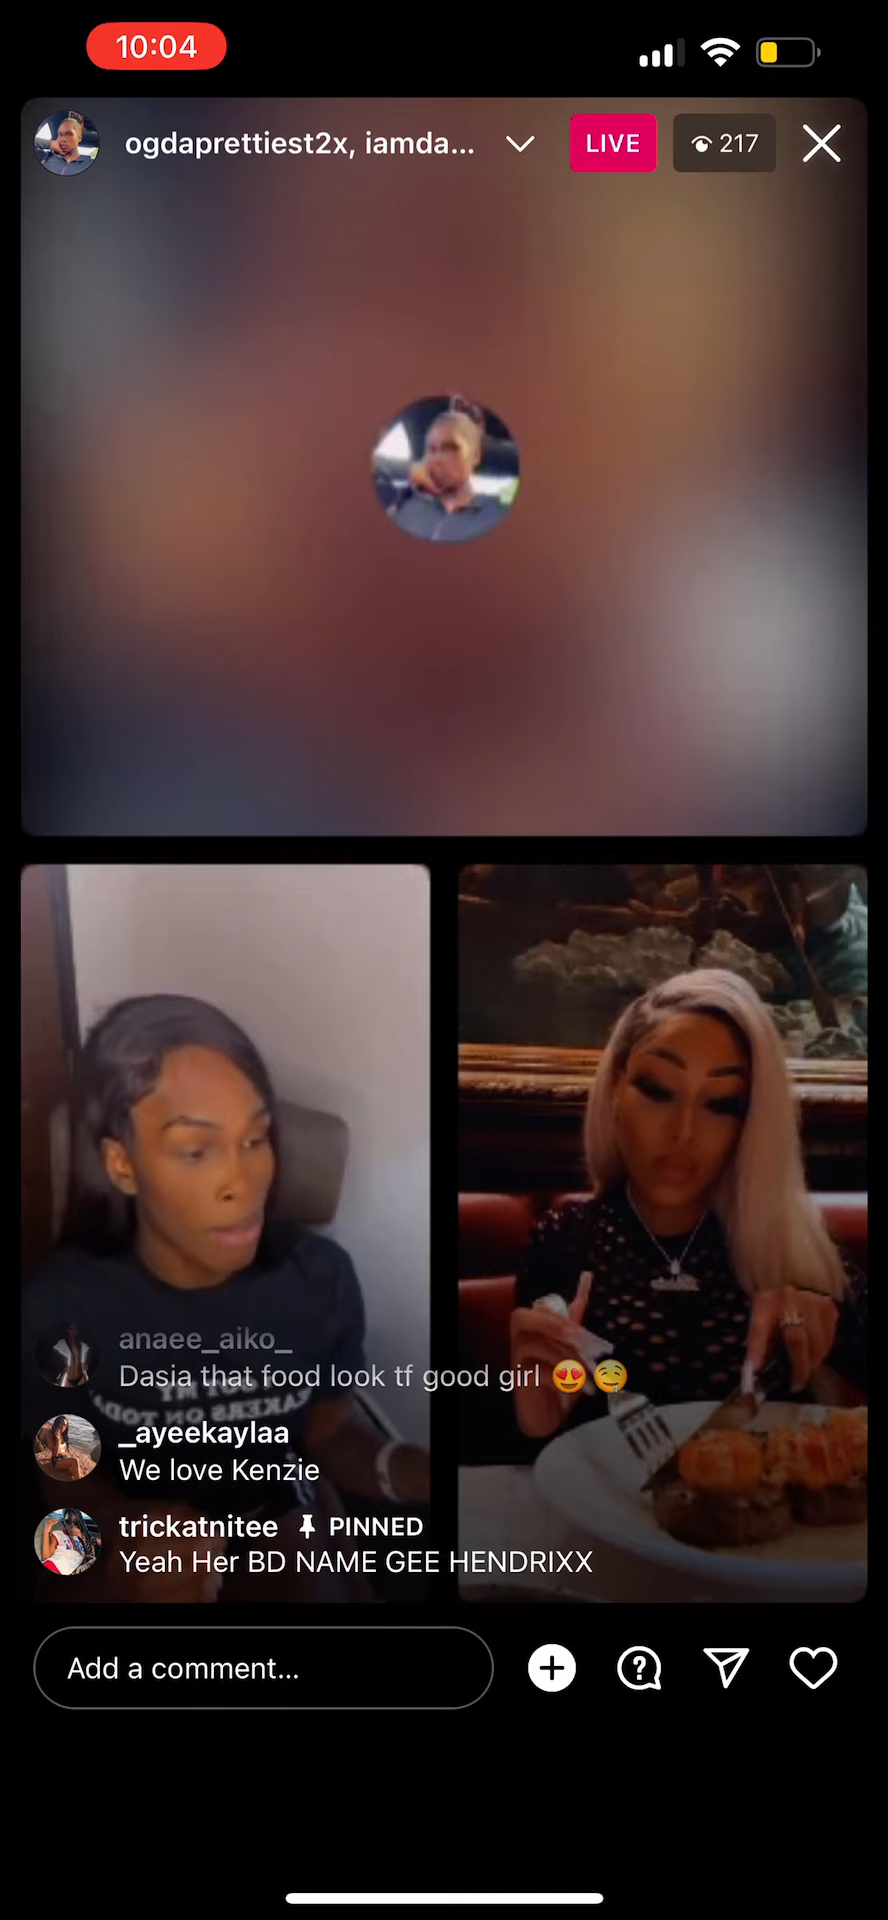 10:04
ogdaprettiest2x, iamda...
LIVE
217
anaee_aiko_
Dasia that food look tf good girl 😍🤤
_ayeekaylaa
We love Kenzie
trickatnitee PINNED
Yeah Her BD NAME GEE HENDRIXX
Add a comment...